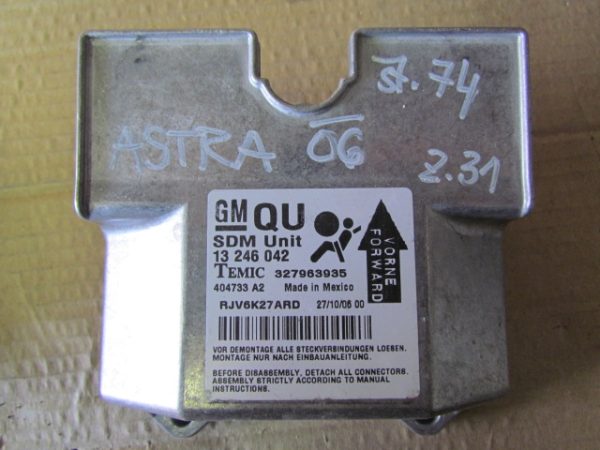 Z.74
ASTRA 06
Z.31
GM QU
SDM Unit
13 246 042
TEMIC 327963935
404733 A2 Made in Mexico
RJV6K27ARD 27/10/06 00
VORNE
FORWARD
VOR DEMONTAGE ALLE STECKVERBINDUNGEN LOESEN.
MONTAGE NUR NACH EINBAUANLEITUNG.
BEFORE DISASSEMBLY, DETACH ALL CONNECTORS.
ASSEMBLY STRICTLY ACCORDING TO MANUAL
INSTRUCTIONS.